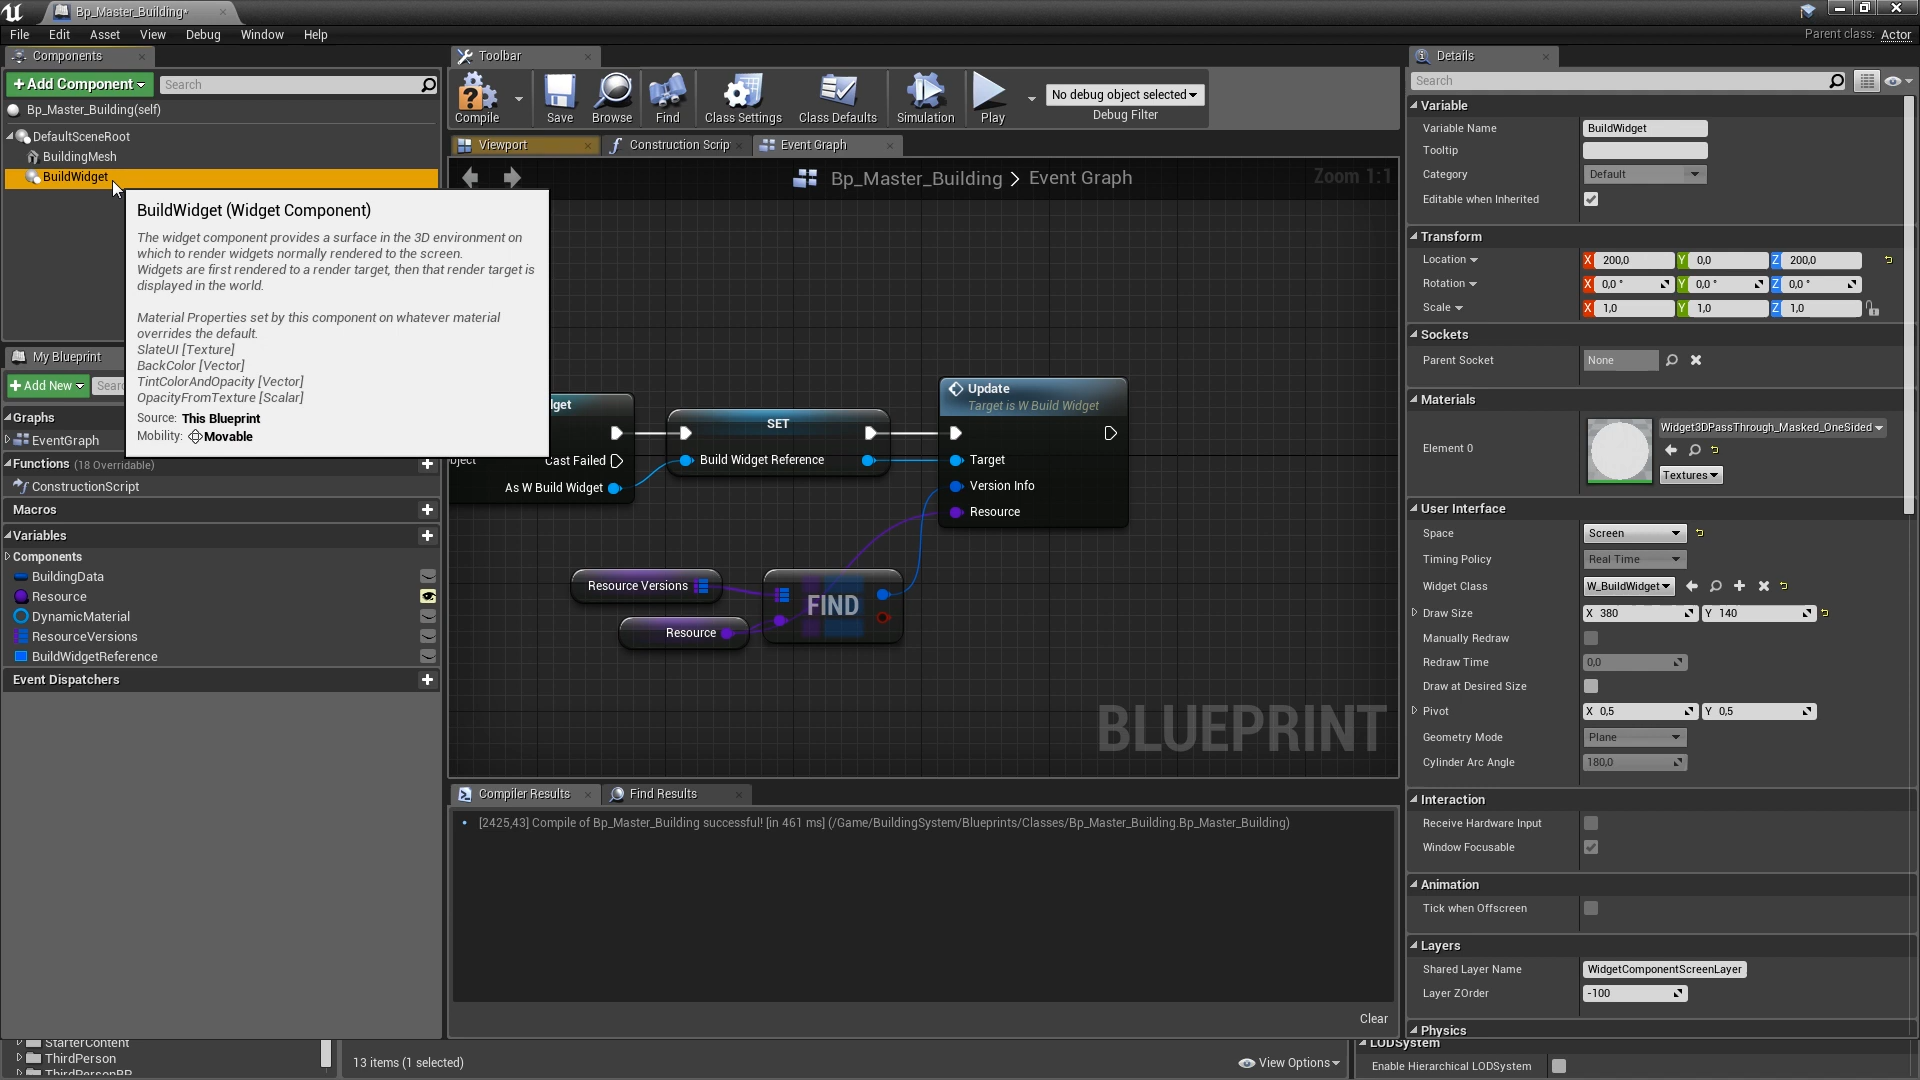 Bp_Master_Building*
File Edit Asset View Debug Window Help
Parent class: Actor
Components
+ Add Component
Search
Bp_Master_Building(self)
DefaultSceneRoot
BuildingMesh
BuildWidget
BuildWidget (Widget Component)
The widget component provides a surface in the 3D environment on
which to render widgets normally rendered to the screen.
Widgets are first rendered to a render target, then that render target is
displayed in the world.
Material Properties set by this component on whatever material
overrides the default.
SlateUI [Texture]
BackColor [Vector]
TintColorAndOpacity [Vector]
OpacityFromTexture [Scalar]
Source: This Blueprint
Mobility: Movable
My Blueprint
+ Add New
Sear
Graphs
EventGraph
Functions (18 Overridable)
ConstructionScript
Macros
Variables
Components
BuildingData
Resource
DynamicMaterial
ResourceVersions
BuildWidgetReference
Event Dispatchers
StarterContent
ThirdPerson
ThirdPersonBP
Toolbar
Compile
Save
Browse
Find
Class Settings
Class Defaults
Simulation
Play
No debug object selected
Debug Filter
Viewport
Construction Scrip
Event Graph
Bp_Master_Building > Event Graph
Zoom 1:1
lget
bject
Cast Failed
As W Build Widget
SET
Build Widget Reference
Update
Target is W Build Widget
Target
Version Info
Resource
Resource Versions
Resource
FIND
BLUEPRINT
Compiler Results
Find Results
[2425,43] Compile of Bp_Master_Building successful! [in 461 ms] (/Game/BuildingSystem/Blueprints/Classes/Bp_Master_Building.Bp_Master_Building)
Clear
13 items (1 selected)
View Options
Details
Search
Variable
Variable Name BuildWidget
Tooltip
Category Default
Editable when Inherited
Transform
Location X 200,0 Y 0,0 Z 200,0
Rotation X 0,0 ° Y 0,0 ° Z 0,0 °
Scale X 1,0 Y 1,0 Z 1,0
Sockets
Parent Socket None
Materials
Element 0
Widget3DPassThrough_Masked_OneSided
Textures
User Interface
Space Screen
Timing Policy Real Time
Widget Class W_BuildWidget
Draw Size X 380 Y 140
Manually Redraw
Redraw Time 0,0
Draw at Desired Size
Pivot X 0,5 Y 0,5
Geometry Mode Plane
Cylinder Arc Angle 180,0
Interaction
Receive Hardware Input
Window Focusable
Animation
Tick when Offscreen
Layers
Shared Layer Name WidgetComponentScreenLayer
Layer ZOrder -100
Physics
LODSystem
Enable Hierarchical LODSystem